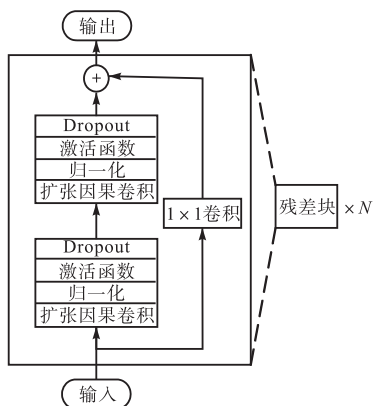 输出
+
Dropout
激活函数
归一化
扩张因果卷积
1×1卷积
残差块 ×N
Dropout
激活函数
归一化
扩张因果卷积
输入